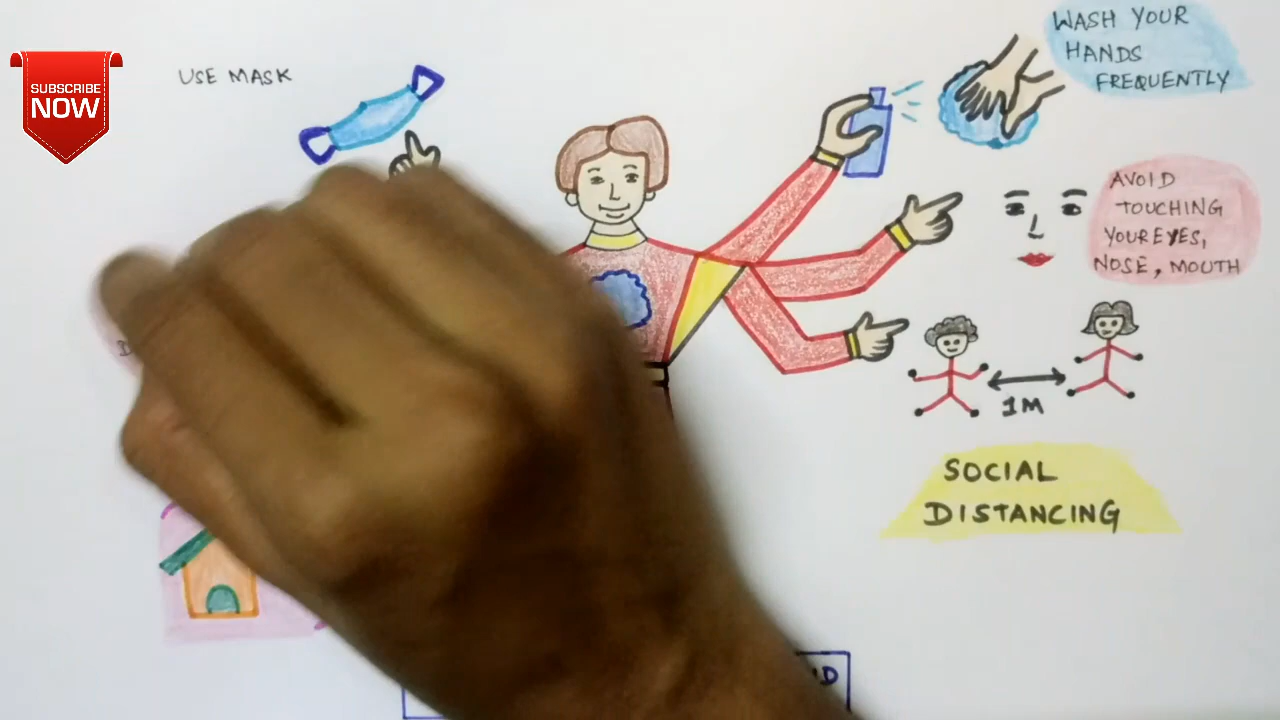 SUBSCRIBE
NOW
USE MASK
WASH YOUR
HANDS
FREQUENTLY
AVOID
TOUCHING
YOUR EYES,
NOSE, MOUTH
1M
SOCIAL
DISTANCING